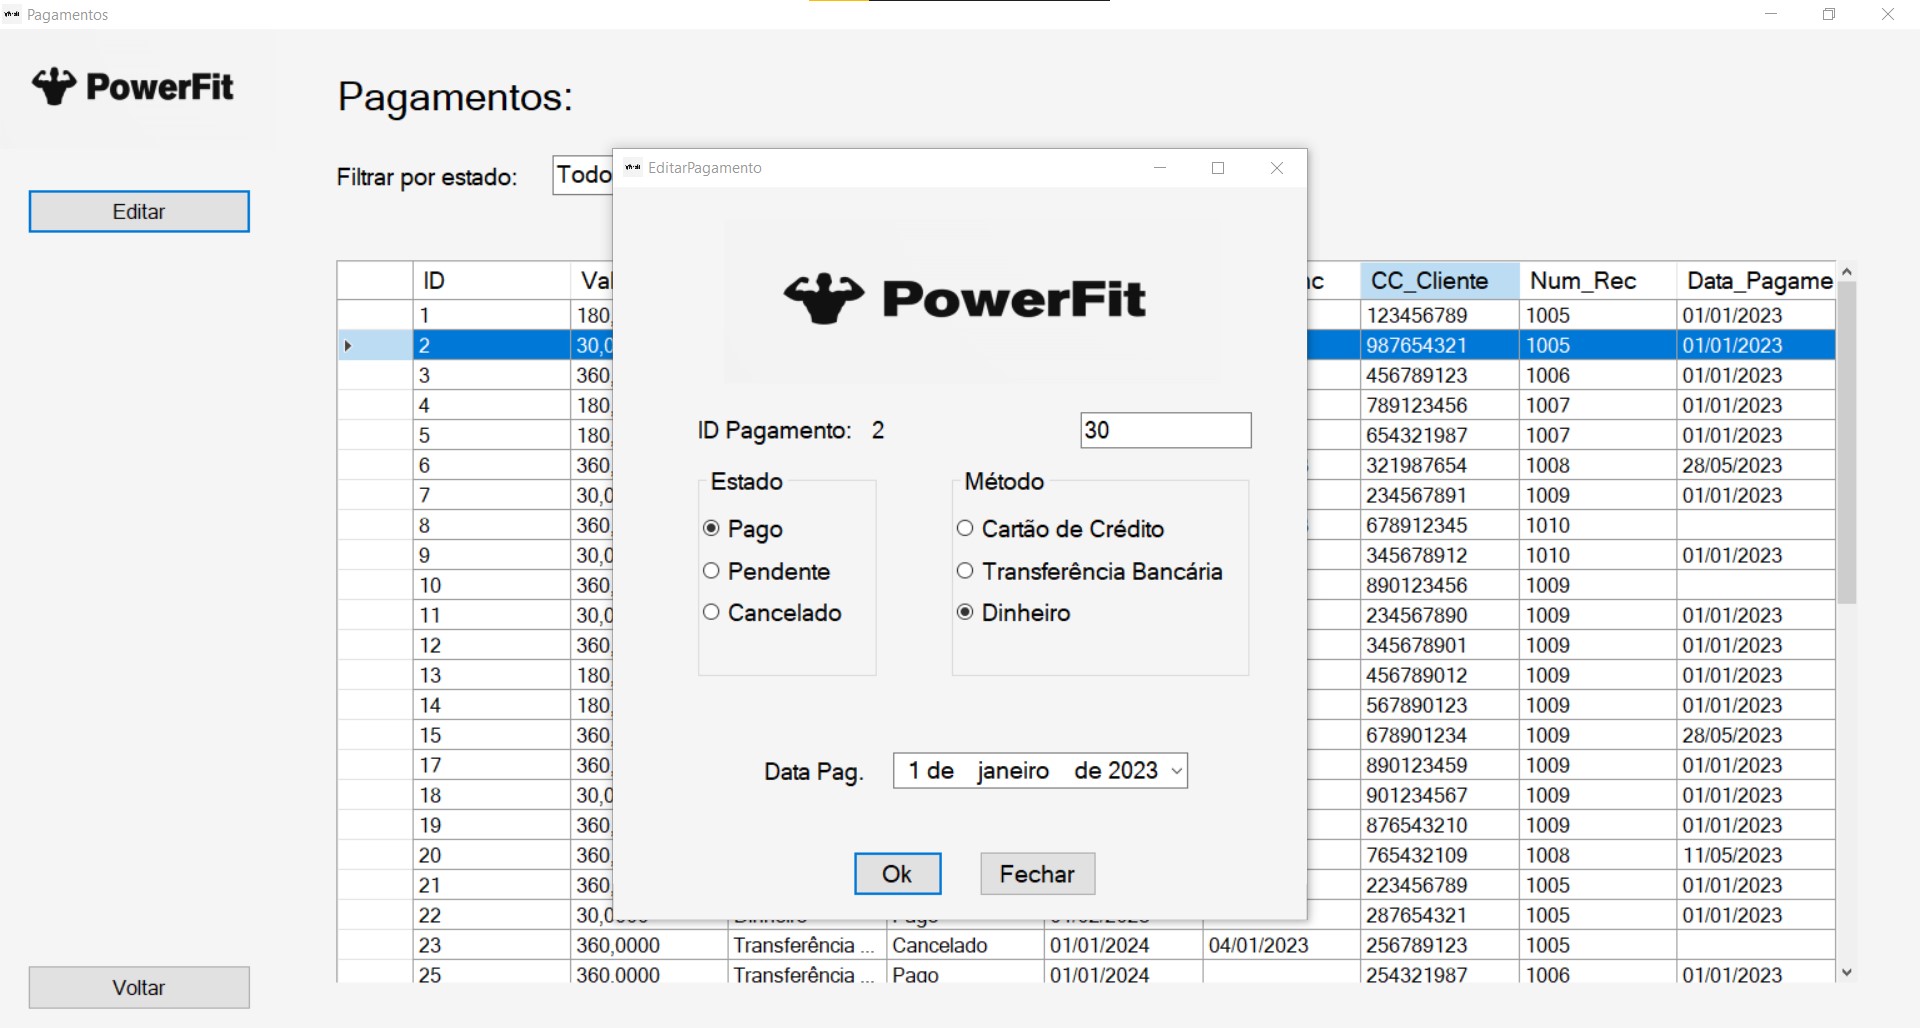 Pagamentos
PowerFit
Pagamentos:
Filtrar por estado: Todo
Editar
EditarPagamento
PowerFit
ID Pagamento: 2 30
Estado
Pago
Pendente
Cancelado
Método
Cartão de Crédito
Transferência Bancária
Dinheiro
Data Pag. 1 de janeiro de 2023
Ok Fechar
ID Val nc CC_Cliente Num_Rec Data_Pagame
1 180, 123456789 1005 01/01/2023
2 30,0 987654321 1005 01/01/2023
3 360, 456789123 1006 01/01/2023
4 180, 789123456 1007 01/01/2023
5 180, 654321987 1007 01/01/2023
6 360, 321987654 1008 28/05/2023
7 30,0 234567891 1009 01/01/2023
8 360, 678912345 1010
9 30,0 345678912 1010 01/01/2023
10 360, 890123456 1009
11 30,0 234567890 1009 01/01/2023
12 360, 345678901 1009 01/01/2023
13 180, 456789012 1009 01/01/2023
14 180, 567890123 1009 01/01/2023
15 360, 678901234 1009 28/05/2023
17 360, 890123459 1009 01/01/2023
18 30,0 901234567 1009 01/01/2023
19 360, 876543210 1009 01/01/2023
20 360, 765432109 1008 11/05/2023
21 360, 223456789 1005 01/01/2023
22 30,0000 Dinheiro Pago 287654321 1005 01/01/2023
23 360,0000 Transferência ... Cancelado 01/01/2024 04/01/2023 256789123 1005
25 360,0000 Transferência ... Pago 01/01/2024 254321987 1006 01/01/2023
Voltar